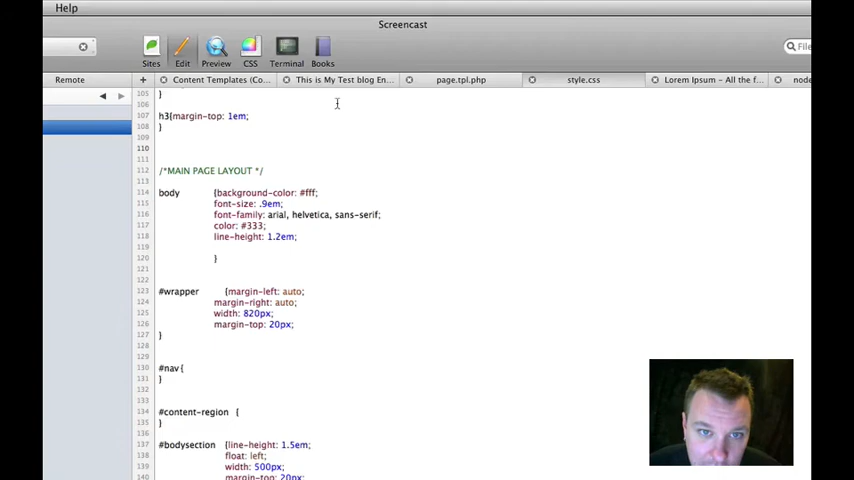 Help
Screencast
Sites Edit Preview CSS Terminal Books
Remote
Content Templates (Co...
This is My Test blog En...
page.tpl.php
style.css
Lorem Ipsum - All the f...
105 }
106
107 h3{margin-top: 1em;
108 }
109
110
111
112 /*MAIN PAGE LAYOUT */
113
114 body {background-color: #fff;
115 font-size: .9em;
116 font-family: arial, helvetica, sans-serif;
117 color: #333;
118 line-height: 1.2em;
119
120 }
121
122
123 #wrapper {margin-left: auto;
124 margin-right: auto;
125 width: 820px;
126 margin-top: 20px;
127 }
128
129
130 #nav{
131 }
132
133
134 #content-region {
135 }
136
137 #bodysection {line-height: 1.5em;
138 float: left;
139 width: 500px;
140 margin-top: 20px;